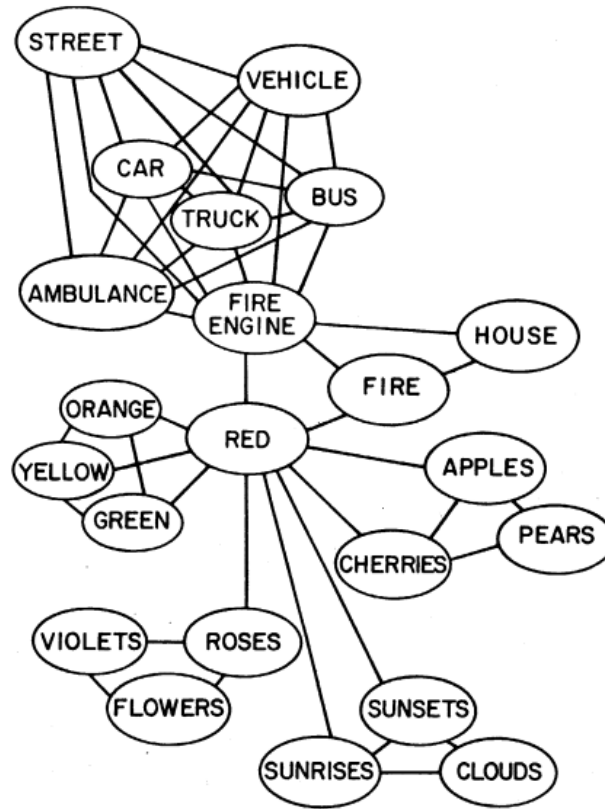 STREET
VEHICLE
CAR
BUS
TRUCK
AMBULANCE
FIRE
ENGINE
HOUSE
FIRE
ORANGE
RED
YELLOW
APPLES
GREEN
PEARS
CHERRIES
VIOLETS
ROSES
FLOWERS
SUNSETS
SUNRISES
CLOUDS